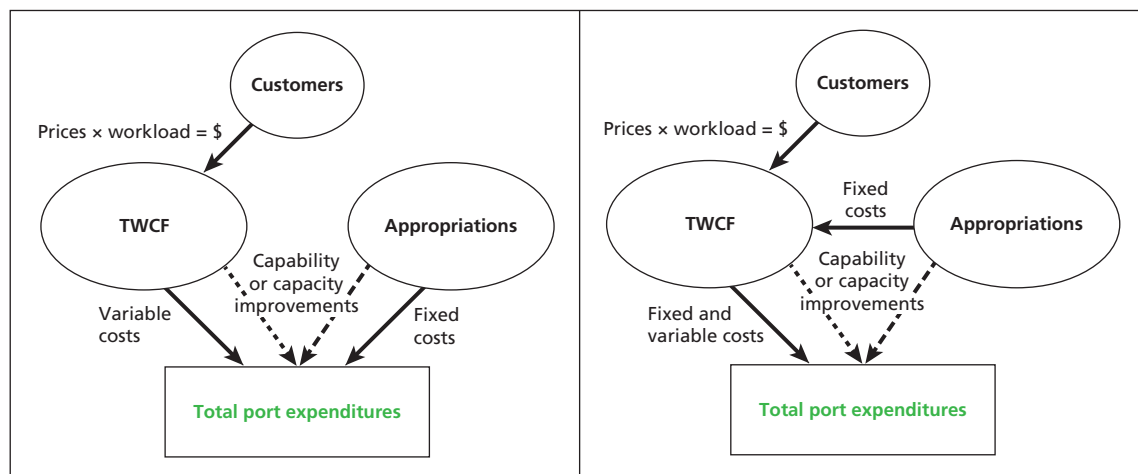 Customers
Prices × workload = $
TWCF
Appropriations
Capability
or capacity
improvements
Variable
costs
Fixed
costs
Total port expenditures
Customers
Prices × workload = $
Fixed
costs
TWCF
Appropriations
Capability
or capacity
improvements
Fixed and
variable costs
Total port expenditures